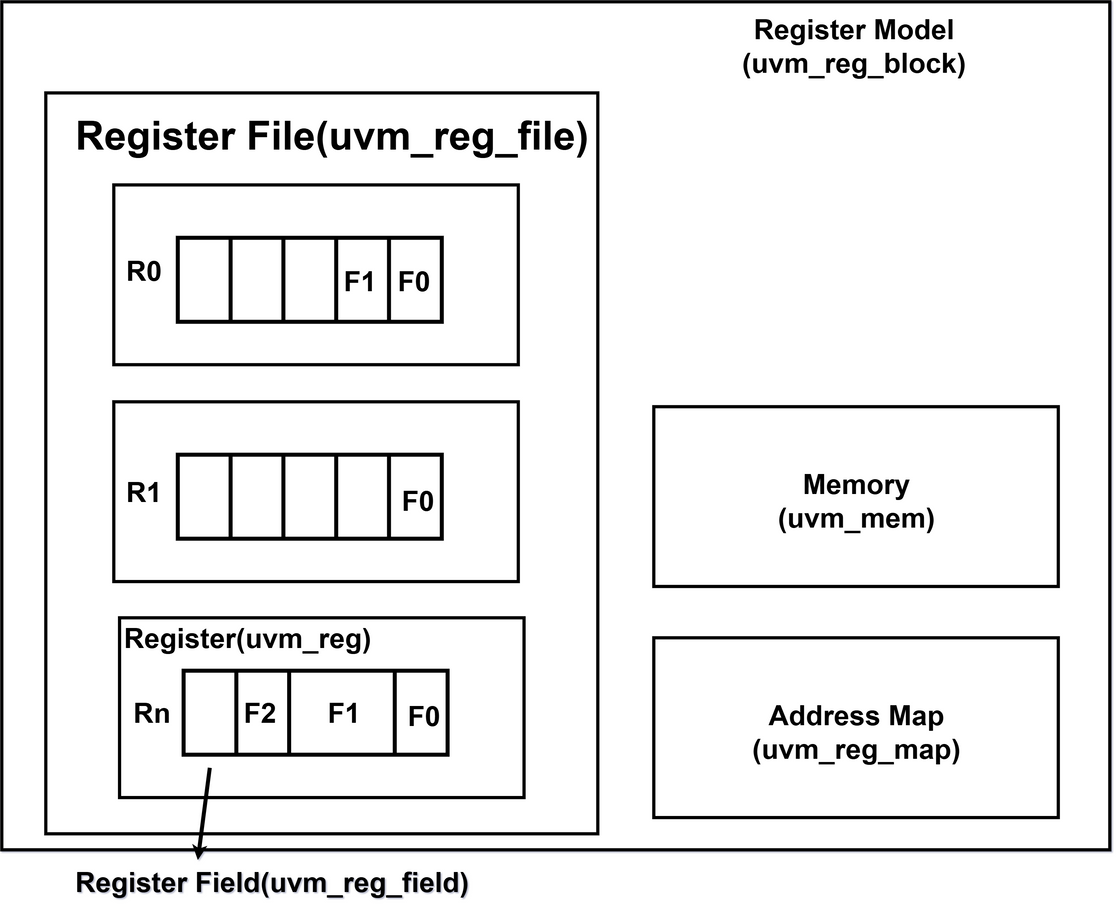 Register Model
(uvm_reg_block)
Register File(uvm_reg_file)
R0
F1
F0
R1
F0
Register(uvm_reg)
Rn
F2
F1
F0
Memory
(uvm_mem)
Address Map
(uvm_reg_map)
Register Field(uvm_reg_field)